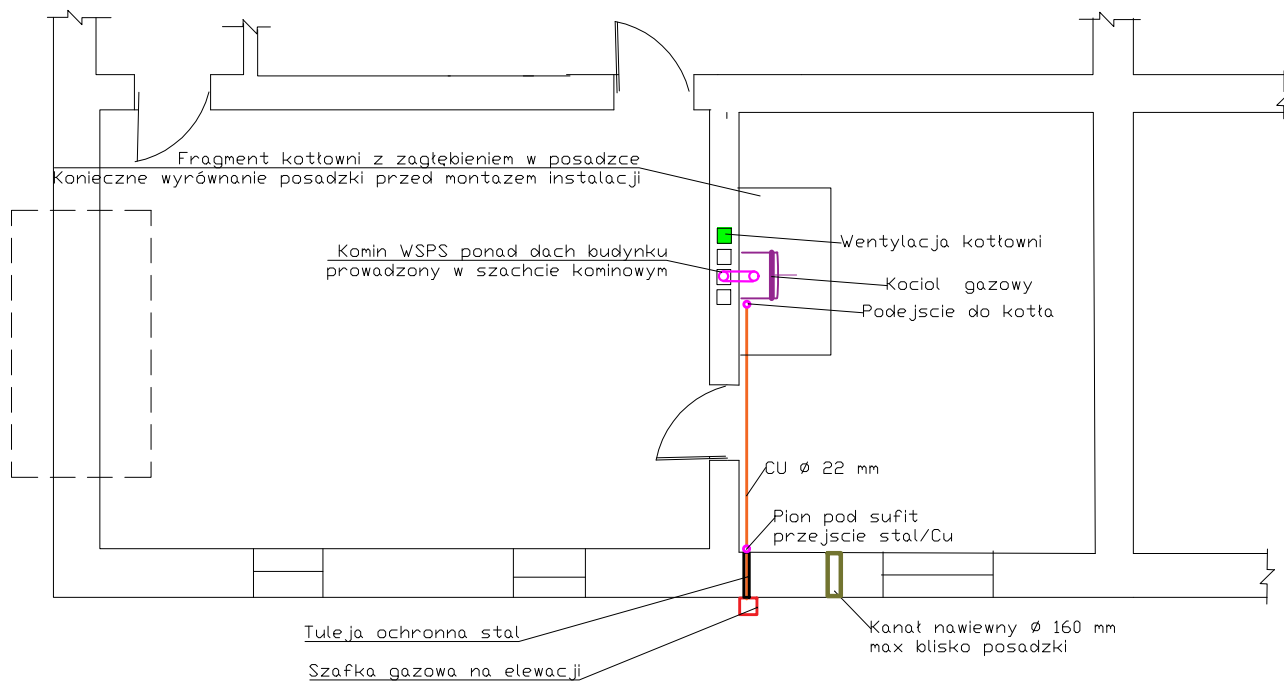 Fragment kotłowni z zagłębieniem w posadzce
Konieczne wyrównanie posadzki przed montazem instalacji
Komin WSPS ponad dach budynku
prowadzony w szachcie kominowym
Wentylacja kotłowni
Kociol gazowy
Podejscie do kotła
CU Ø 22 mm
Pion pod sufit
przejscie stal/Cu
Tuleja ochronna stal
Szafka gazowa na elewacji
Kanał nawiewny Ø 160 mm
max blisko posadzki